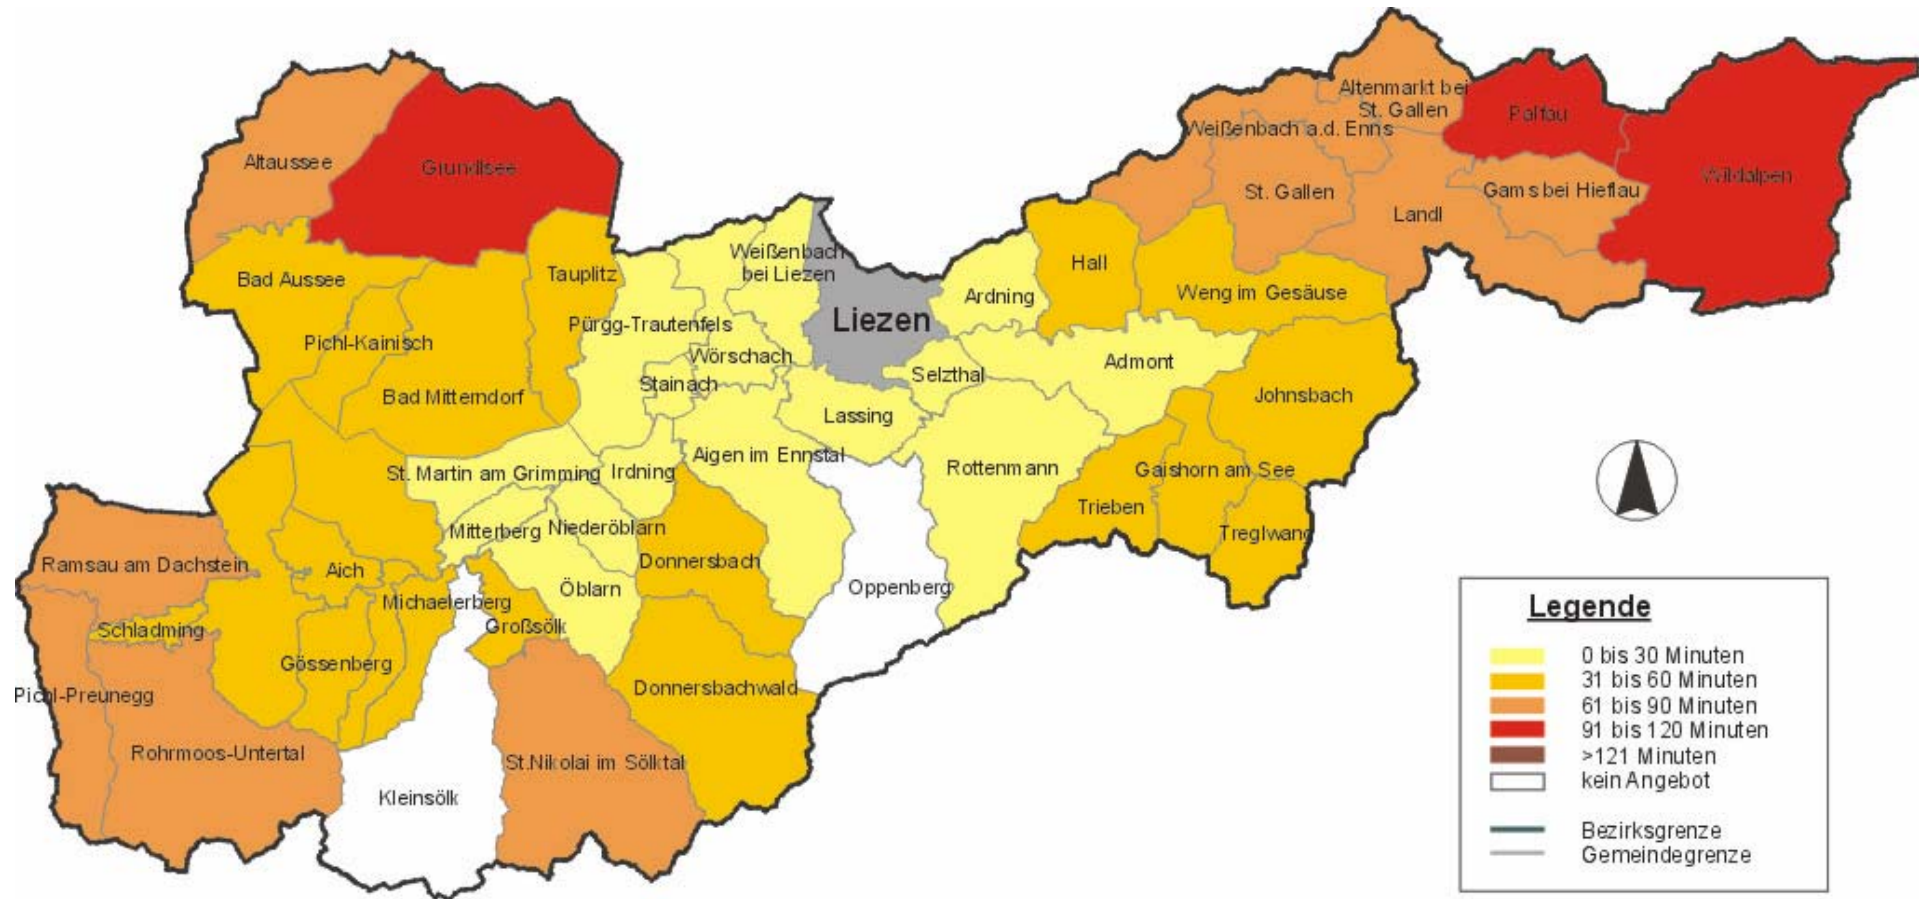 Altenmarkt bei
St. Gallen
Palfau
Weißenbach a.d. Enns
Altaussee
Grundlsee
Wildalpen
St. Gallen
Gams bei Hieflau
Landl
Weißenbach
bei Liezen
Hall
Bad Aussee
Tauplitz
Ardning
Weng im Gesäuse
Pürgg-Trautenfels
Liezen
Pichl-Kainisch
Wörschach
Admont
Stainach
Selzthal
Bad Mitterndorf
Johnsbach
Lassing
Aigen im Ennstal
St. Martin am Grimming
Irdning
Rottenmann
Gaishorn am See
Trieben
Mitterberg
Niederöblarn
Treglwang
Donnersbach
Ramsau am Dachstein
Aich
Öblarn
Oppenberg
Michaelerberg
Großsölk
Schladming
Gössenberg
Donnersbachwald
Pichl-Preunegg
Rohrmoos-Untertal
St.Nikolai im Sölktal
Kleinsölk
Legende
0 bis 30 Minuten
31 bis 60 Minuten
61 bis 90 Minuten
91 bis 120 Minuten
>121 Minuten
kein Angebot
Bezirksgrenze
Gemeindegrenze